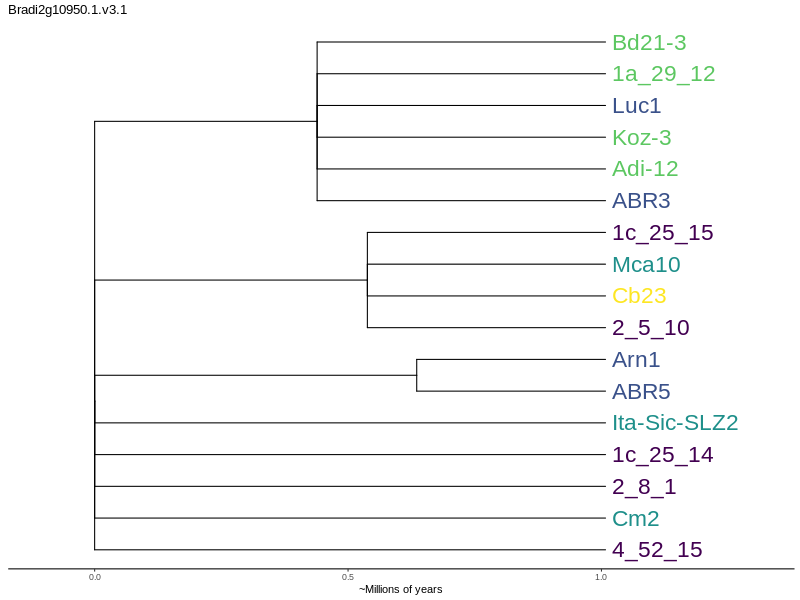 Bradi2g10950.1.v3.1
Bd21-3
1a_29_12
Luc1
Koz-3
Adi-12
ABR3
1c_25_15
Mca10
Cb23
2_5_10
Arn1
ABR5
Ita-Sic-SLZ2
1c_25_14
2_8_1
Cm2
4_52_15
0.0 0.5 1.0
~Millions of years